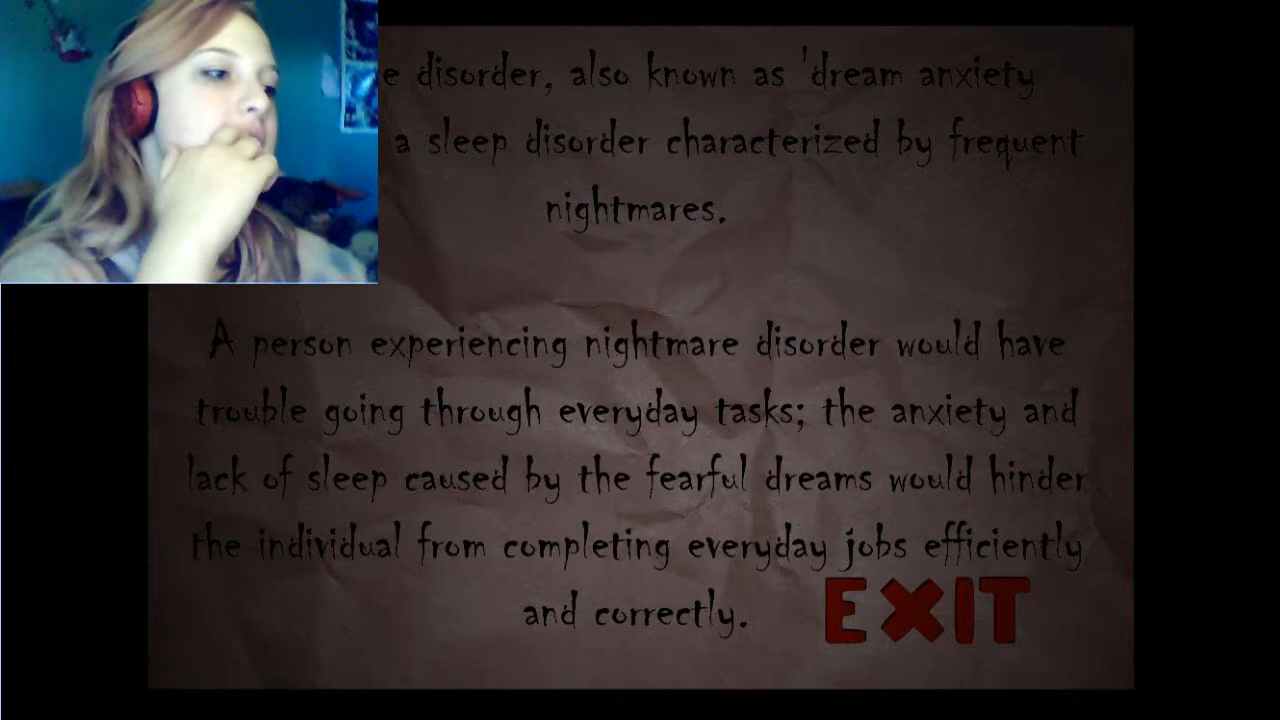 e disorder, also known as 'dream anxiety
a sleep disorder characterized by frequent
nightmares.
A person experiencing nightmare disorder would have
trouble going through everyday tasks; the anxiety and
lack of sleep caused by the fearful dreams would hinder
the individual from completing everyday jobs efficiently
and correctly.
EXIT